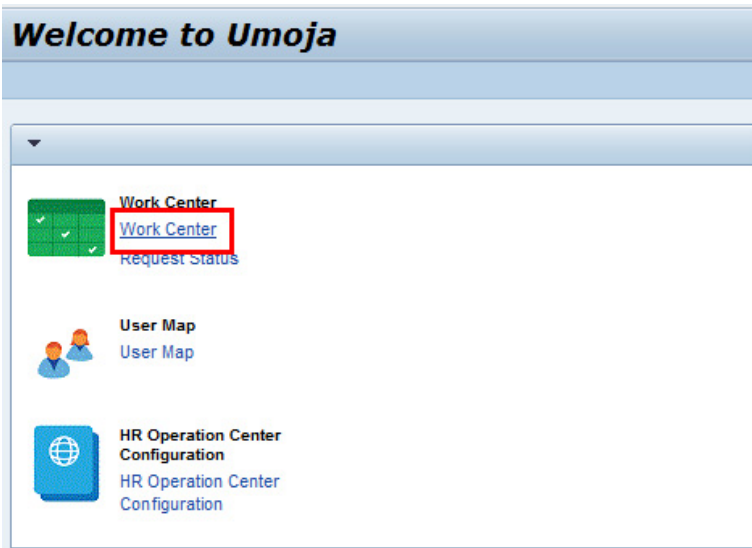 Welcome to Umoja
Work Center
Work Center
Request Status
User Map
User Map
HR Operation Center
Configuration
HR Operation Center
Configuration